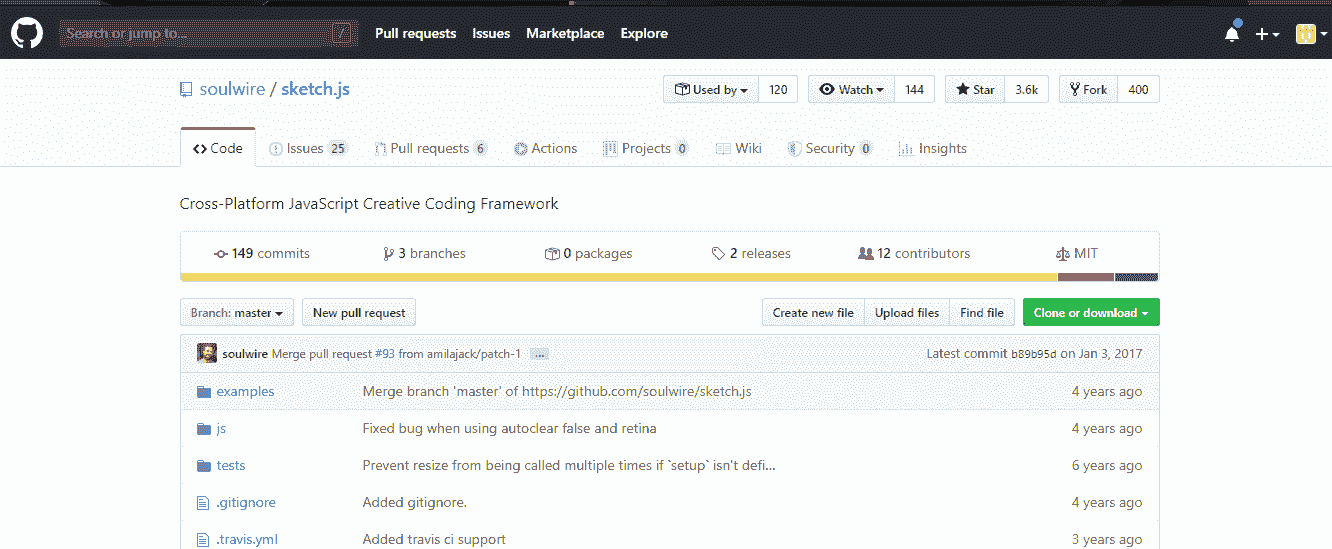 Search or jump to... / Pull requests Issues Marketplace Explore
soulwire / sketch.js Used by 120 Watch 144 Star 3.6k Fork 400
Code Issues 25 Pull requests 6 Actions Projects 0 Wiki Security 0 Insights
Cross-Platform JavaScript Creative Coding Framework
149 commits 3 branches 0 packages 2 releases 12 contributors MIT
Branch: master New pull request Create new file Upload files Find file Clone or download
soulwire Merge pull request #93 from amilajack/patch-1 ... Latest commit b89b95d on Jan 3, 2017
examples Merge branch 'master' of https://github.com/soulwire/sketch.js 4 years ago
js Fixed bug when using autoclear false and retina 4 years ago
tests Prevent resize from being called multiple times if `setup` isn't defi... 6 years ago
.gitignore Added gitignore. 4 years ago
.travis.yml Added travis ci support 3 years ago